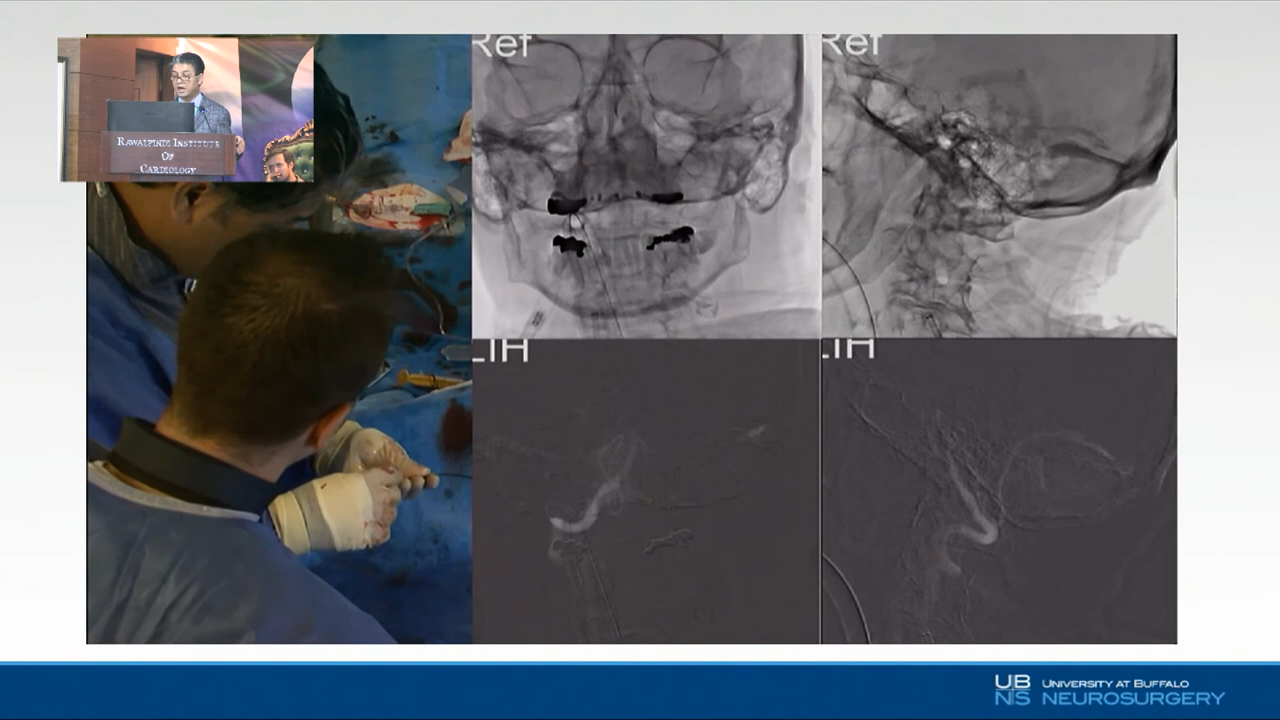 RAWALPINDI INSTITUTE
OF
CARDIOLOGY
Ref
Ref
LIH
LIH
UB
NS
UNIVERSITY AT BUFFALO
NEUROSURGERY